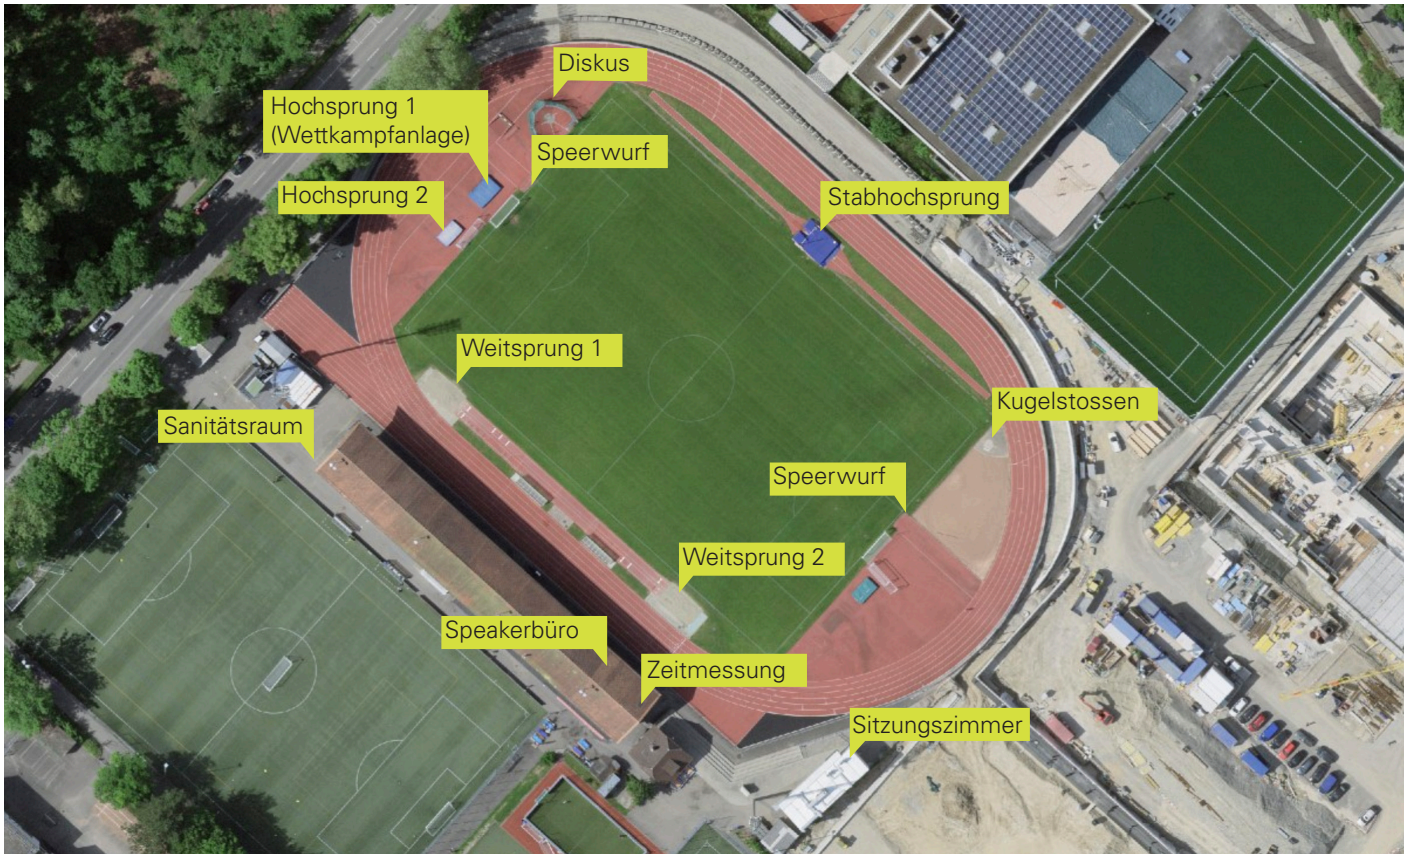 Diskus
Hochsprung 1
(Wettkampfanlage)
Speerwurf
Hochsprung 2
Stabhochsprung
Weitsprung 1
Kugelstossen
Sanitätsraum
Speerwurf
Weitsprung 2
Speakerbüro
Zeitmessung
Sitzungszimmer